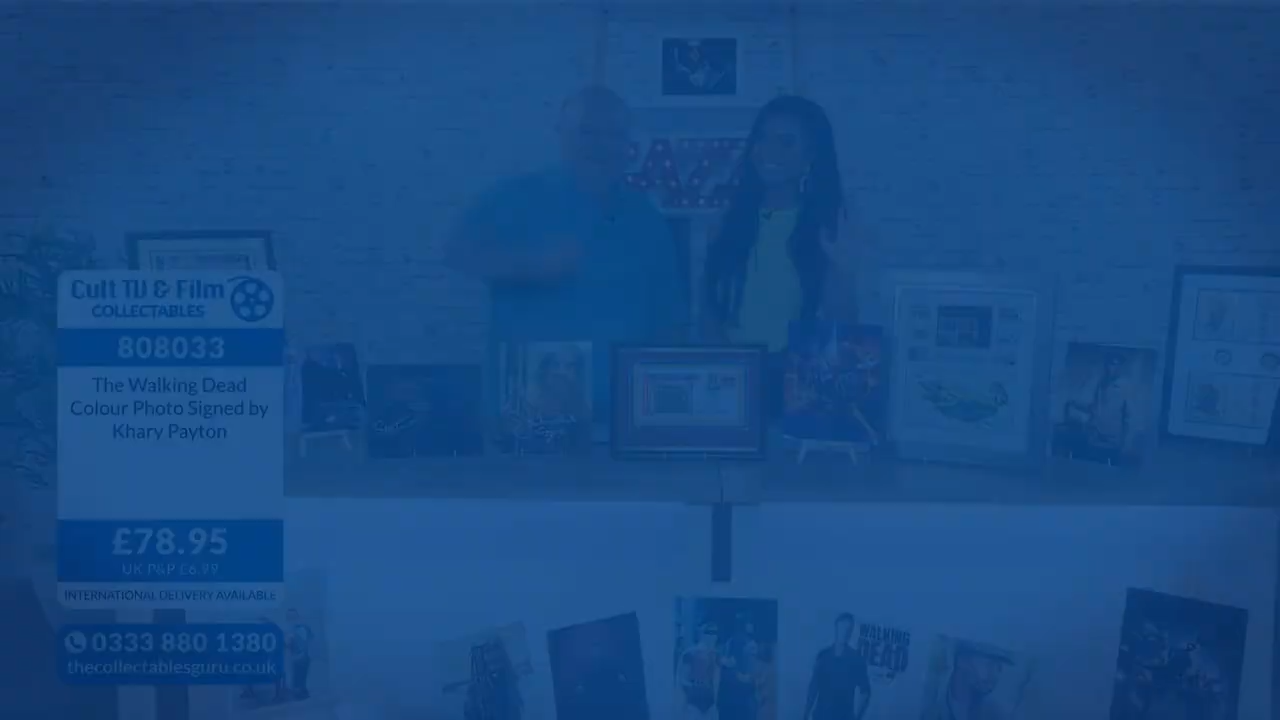 Cult TV & Film
COLLECTABLES
808033
The Walking Dead
Colour Photo Signed by
Khary Payton
£78.95
UK P&P £6.99
INTERNATIONAL DELIVERY AVAILABLE
0333 880 1380
thecollectablesguru.co.uk
WALKING
DEAD